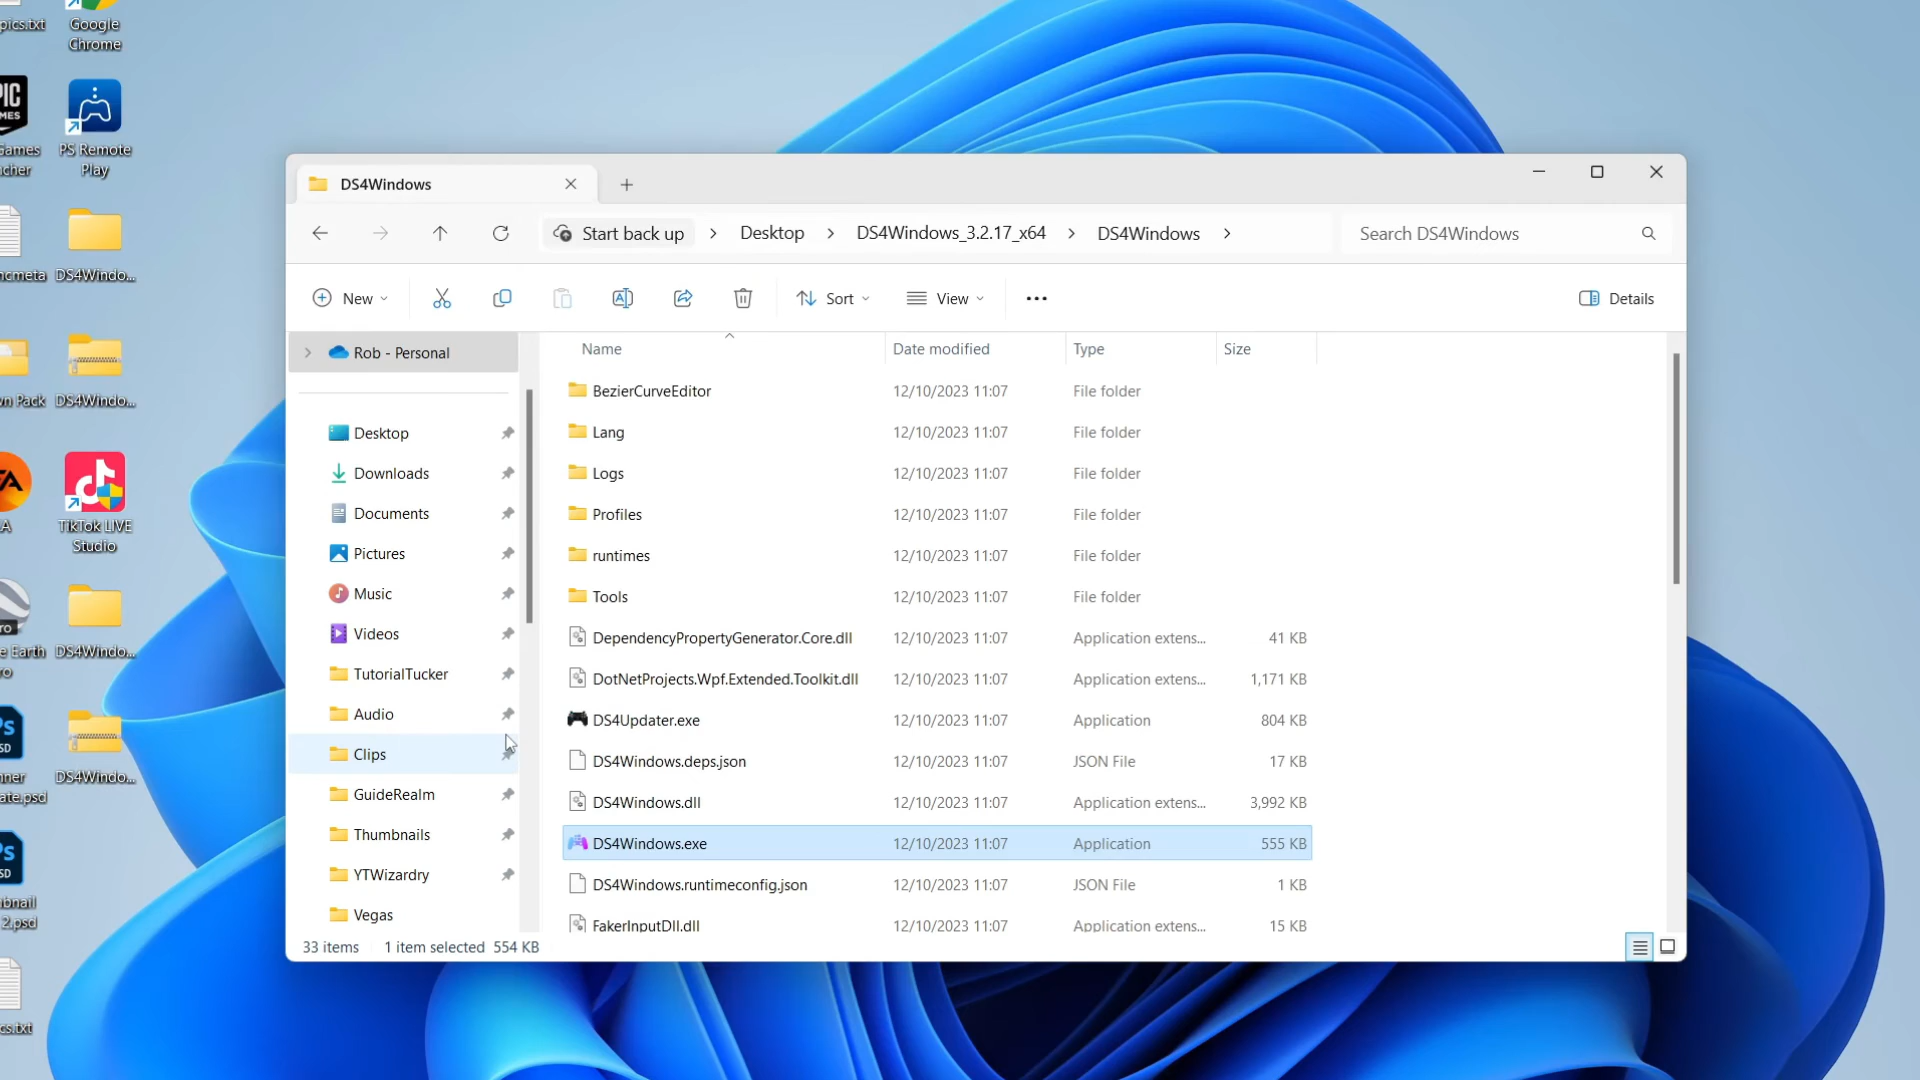 pics.txt
Google
Chrome
PS Remote
Play
DS4Windo...
DS4Windo...
TikTok LIVE
Studio
DS4Windo...
DS4Windo...
DS4Windows
Start back up
Desktop
DS4Windows_3.2.17_x64
DS4Windows
Search DS4Windows
New
Sort
View
Details
Rob - Personal
Desktop
Downloads
Documents
Pictures
Music
Videos
TutorialTucker
Audio
Clips
GuideRealm
Thumbnails
YTWizardry
Vegas
Name Date modified Type Size
BezierCurveEditor 12/10/2023 11:07 File folder
Lang 12/10/2023 11:07 File folder
Logs 12/10/2023 11:07 File folder
Profiles 12/10/2023 11:07 File folder
runtimes 12/10/2023 11:07 File folder
Tools 12/10/2023 11:07 File folder
DependencyPropertyGenerator.Core.dll 12/10/2023 11:07 Application extens... 41 KB
DotNetProjects.Wpf.Extended.Toolkit.dll 12/10/2023 11:07 Application extens... 1,171 KB
DS4Updater.exe 12/10/2023 11:07 Application 804 KB
DS4Windows.deps.json 12/10/2023 11:07 JSON File 17 KB
DS4Windows.dll 12/10/2023 11:07 Application extens... 3,992 KB
DS4Windows.exe 12/10/2023 11:07 Application 555 KB
DS4Windows.runtimeconfig.json 12/10/2023 11:07 JSON File 1 KB
FakerInputDll.dll 12/10/2023 11:07 Application extens... 15 KB
33 items 1 item selected 554 KB